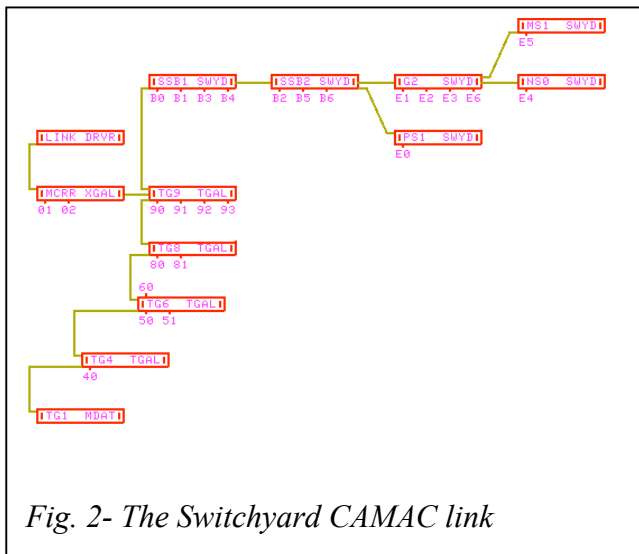 MS1 SWYD
E5
SSB1 SWYD
SSB2 SWYD
G2 SWYD
NS0 SWYD
B0 B1 B3 B4
B2 B5 B6
E1 E2 E3 E6
E4
LINK DRVR
PS1 SWYD
E0
MCRR XGAL
TG9 TGAL
01 02
90 91 92 93
TG8 TGAL
80 81
60
TG6 TGAL
50 51
TG4 TGAL
40
TG1 MDAT
Fig. 2- The Switchyard CAMAC link